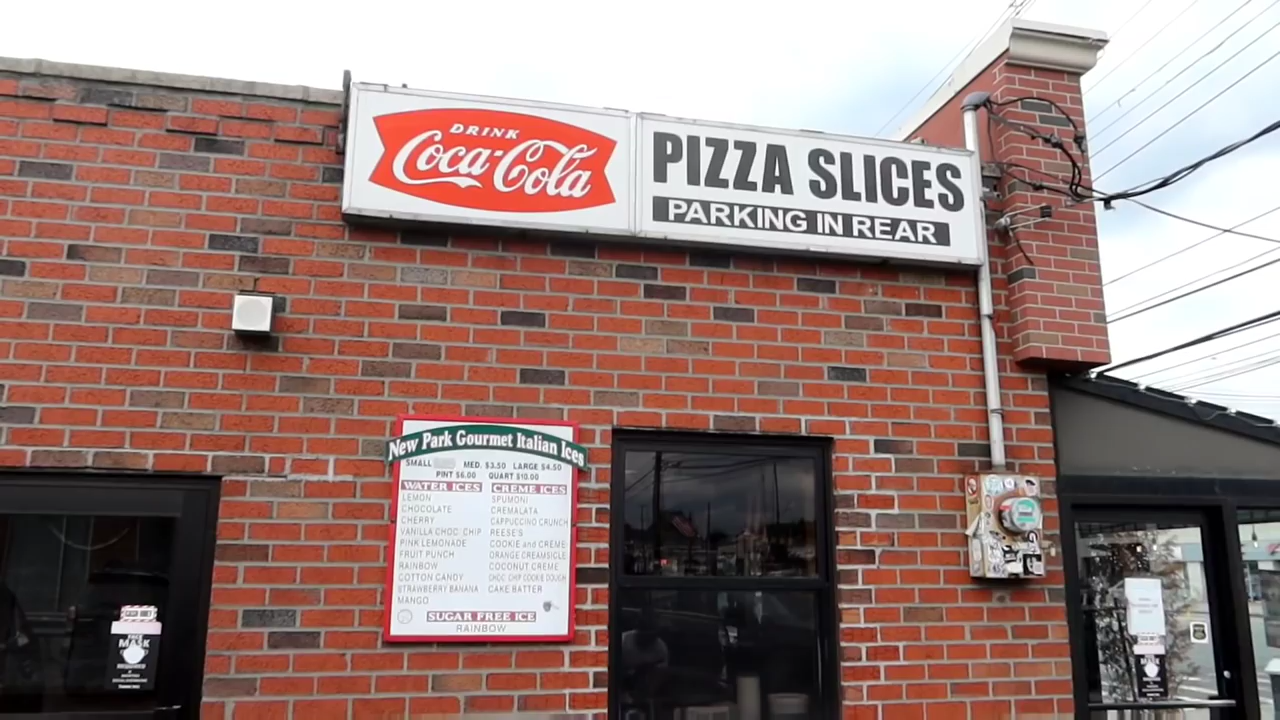 DRINK
Coca-Cola
PIZZA SLICES
PARKING IN REAR
New Park Gourmet Italian Ices
SMALL MED. $3.50 LARGE $4.50
PINT $6.00 QUART $10.00
WATER ICES
LEMON
CHOCOLATE
CHERRY
VANILLA CHOC. CHIP
PINK LEMONADE
FRUIT PUNCH
RAINBOW
COTTON CANDY
STRAWBERRY BANANA
MANGO
CREME ICES
SPUMONI
CREMALATA
CAPPUCCINO CRUNCH
REESE'S
COOKIE and CREME
ORANGE CREAMSICLE
COCONUT CREME
CHOC CHIP COOKIE DOUGH
CAKE BATTER
SUGAR FREE ICE
RAINBOW
FACE
MASK
REQUIRED